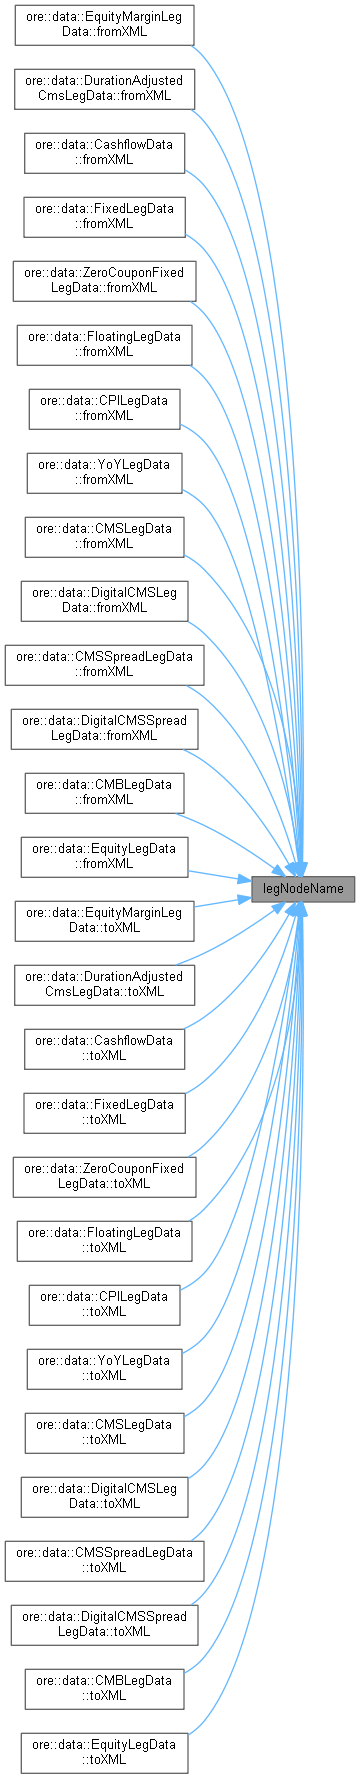 ore::data::EquityMarginLeg
Data::fromXML
ore::data::DurationAdjusted
CmsLegData::fromXML
ore::data::CashflowData
::fromXML
ore::data::FixedLegData
::fromXML
ore::data::ZeroCouponFixed
LegData::fromXML
ore::data::FloatingLegData
::fromXML
ore::data::CPILegData
::fromXML
ore::data::YoYLegData
::fromXML
ore::data::CMSLegData
::fromXML
ore::data::DigitalCMSLeg
Data::fromXML
ore::data::CMSSpreadLegData
::fromXML
ore::data::DigitalCMSSpread
LegData::fromXML
ore::data::CMBLegData
::fromXML
ore::data::EquityLegData
::fromXML
legNodeName
ore::data::EquityMarginLeg
Data::toXML
ore::data::DurationAdjusted
CmsLegData::toXML
ore::data::CashflowData
::toXML
ore::data::FixedLegData
::toXML
ore::data::ZeroCouponFixed
LegData::toXML
ore::data::FloatingLegData
::toXML
ore::data::CPILegData
::toXML
ore::data::YoYLegData
::toXML
ore::data::CMSLegData
::toXML
ore::data::DigitalCMSLeg
Data::toXML
ore::data::CMSSpreadLegData
::toXML
ore::data::DigitalCMSSpread
LegData::toXML
ore::data::CMBLegData
::toXML
ore::data::EquityLegData
::toXML